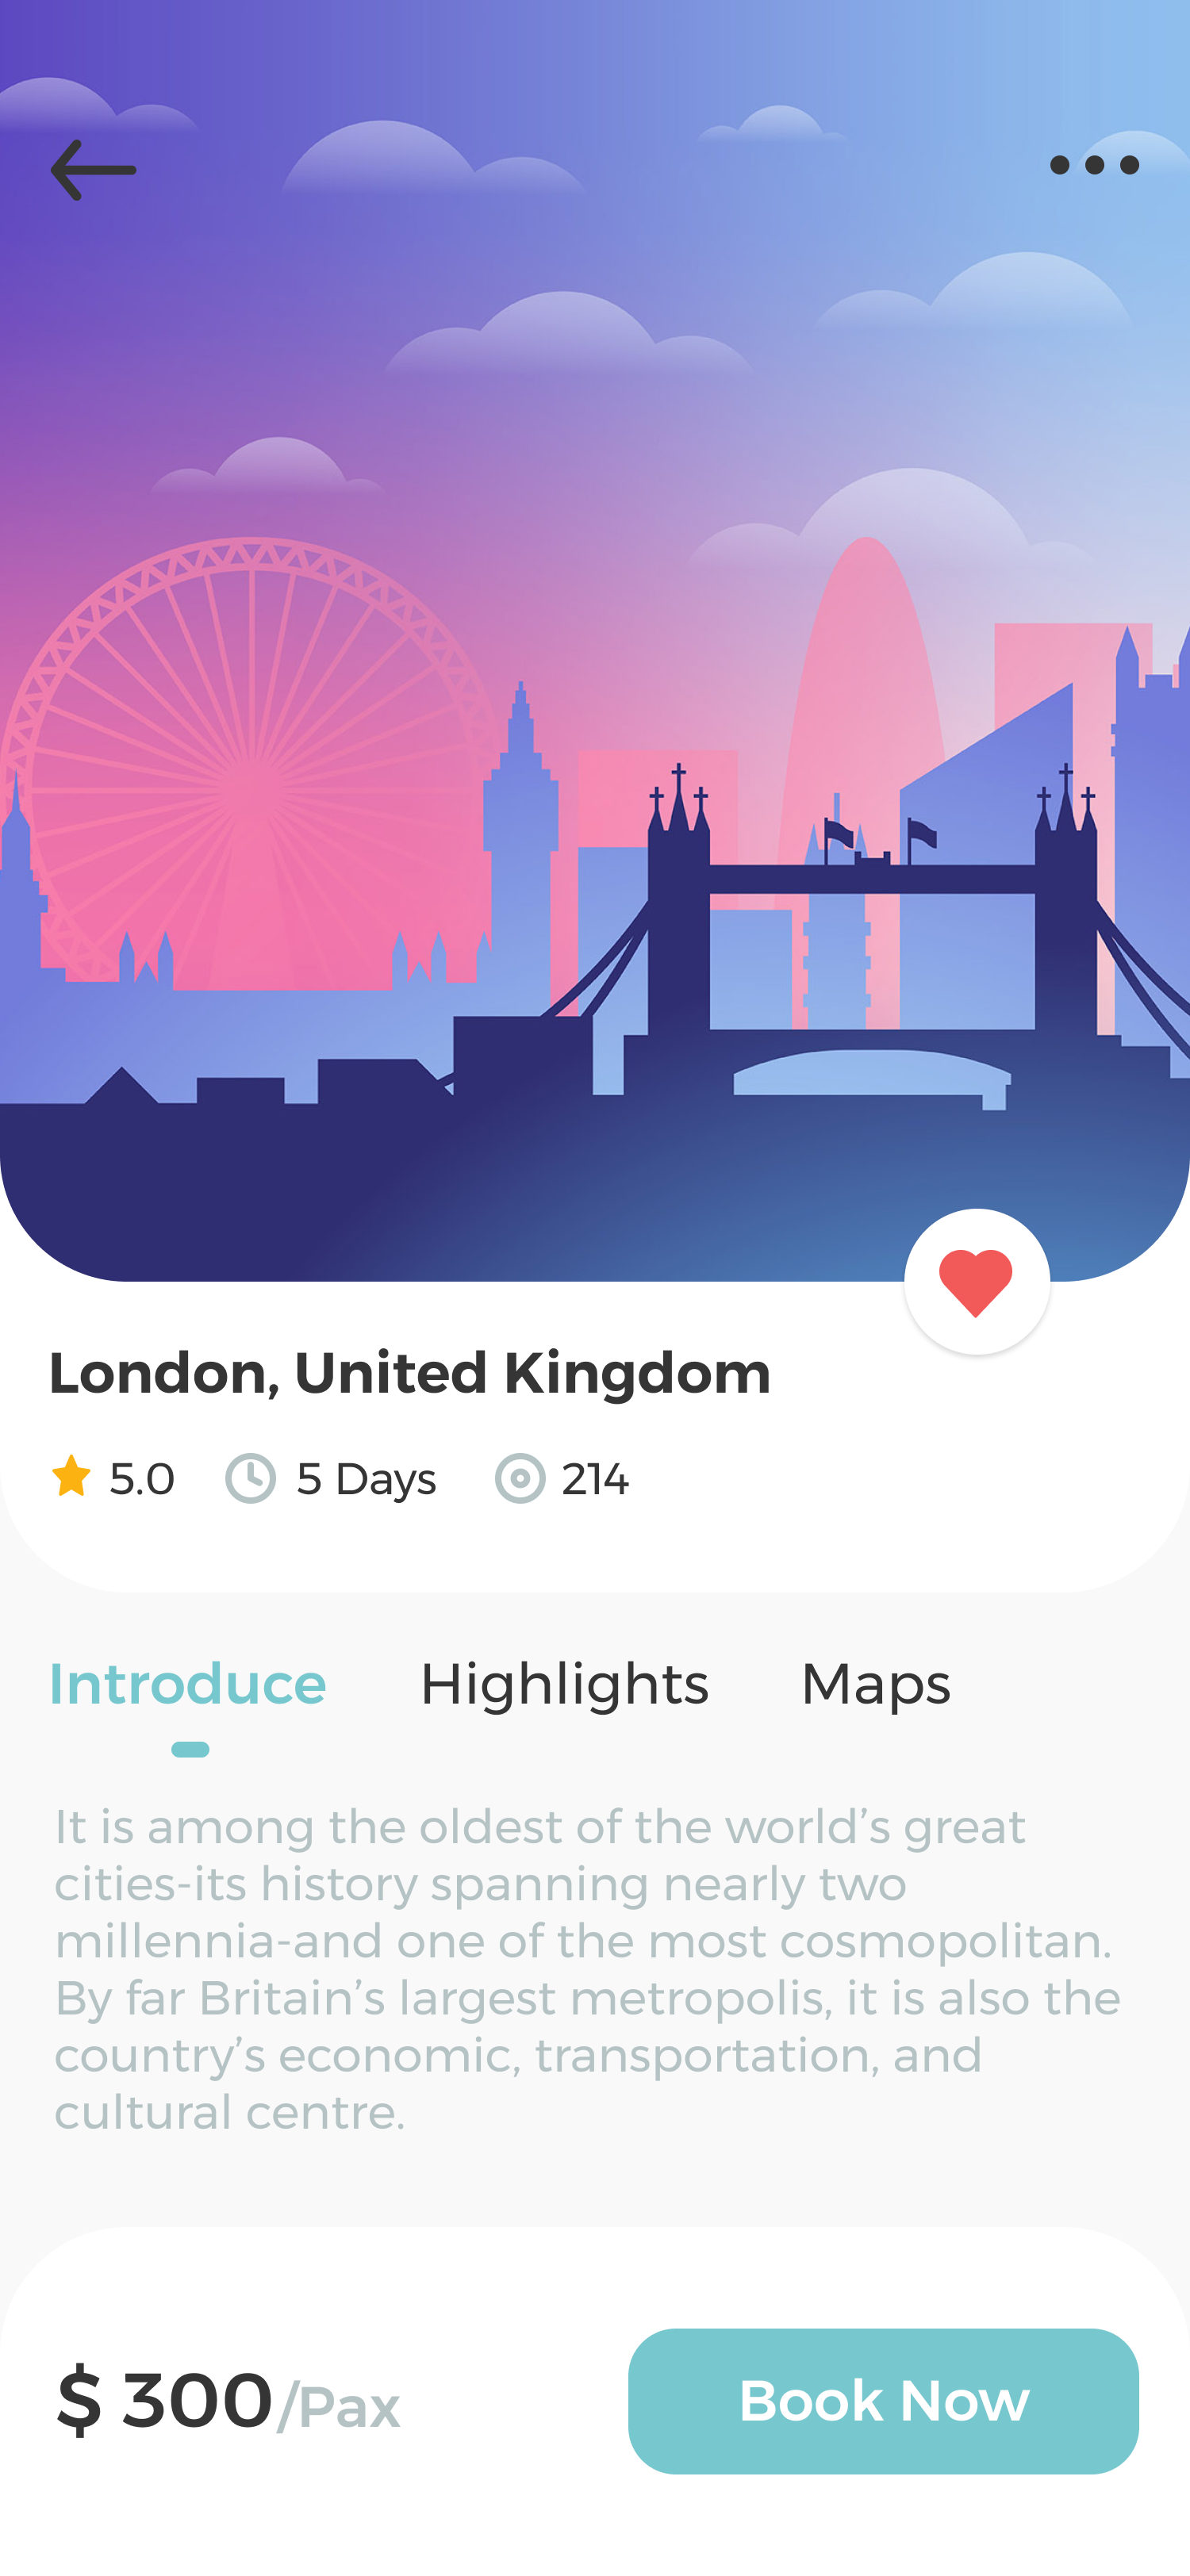 London, United Kingdom
5.0 5 Days 214
Introduce Highlights Maps
It is among the oldest of the world’s great
cities-its history spanning nearly two
millennia-and one of the most cosmopolitan.
By far Britain’s largest metropolis, it is also the
country’s economic, transportation, and
cultural centre.
$ 300/Pax Book Now